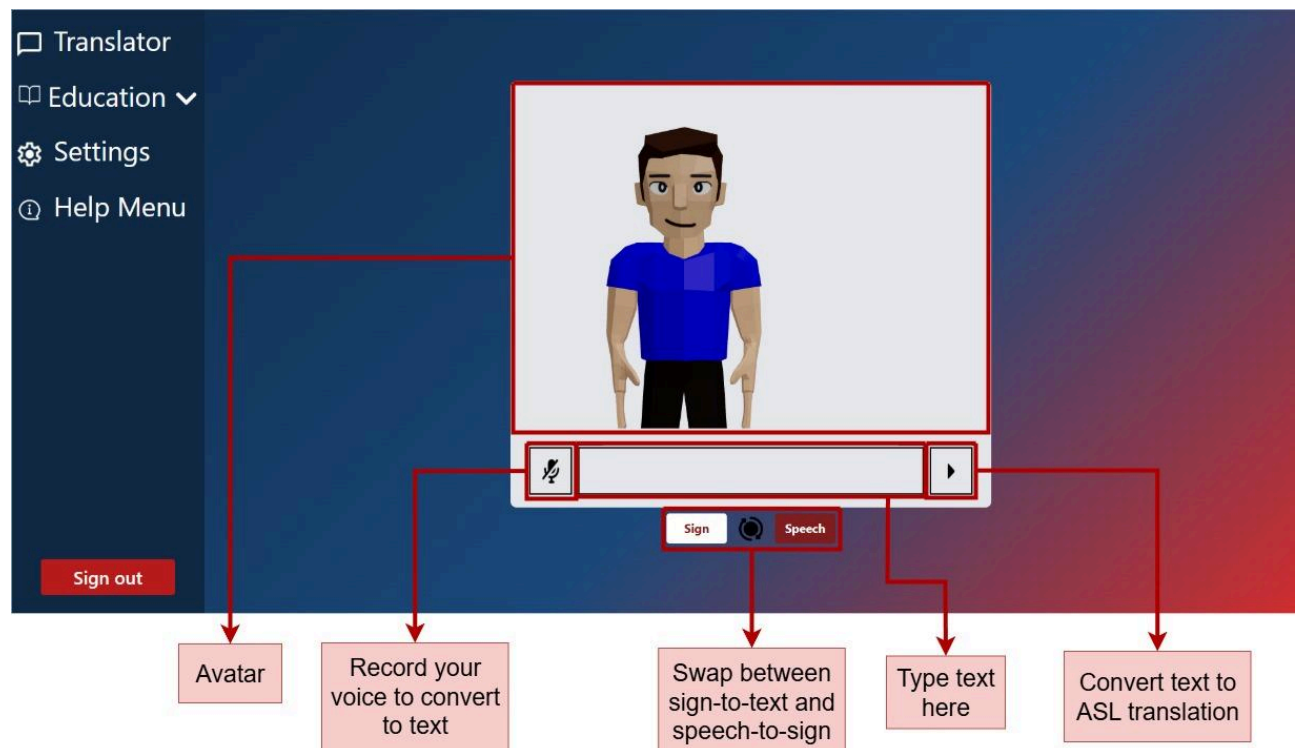 Translator
Education
Settings
Help Menu
Sign out
Sign
Speech
Avatar
Record your
voice to convert
to text
Swap between
sign-to-text and
speech-to-sign
Type text
here
Convert text to
ASL translation